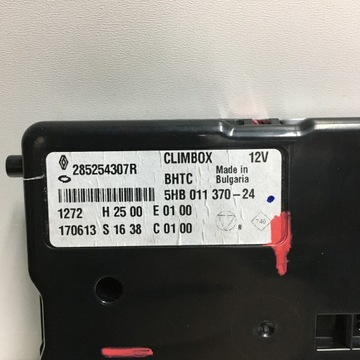 285254307R CLIMBOX 12V
BHTC Made in Bulgaria
5HB 011 370-24
1272 H 25 00 E 01 00
170613 S 16 38 C 01 00